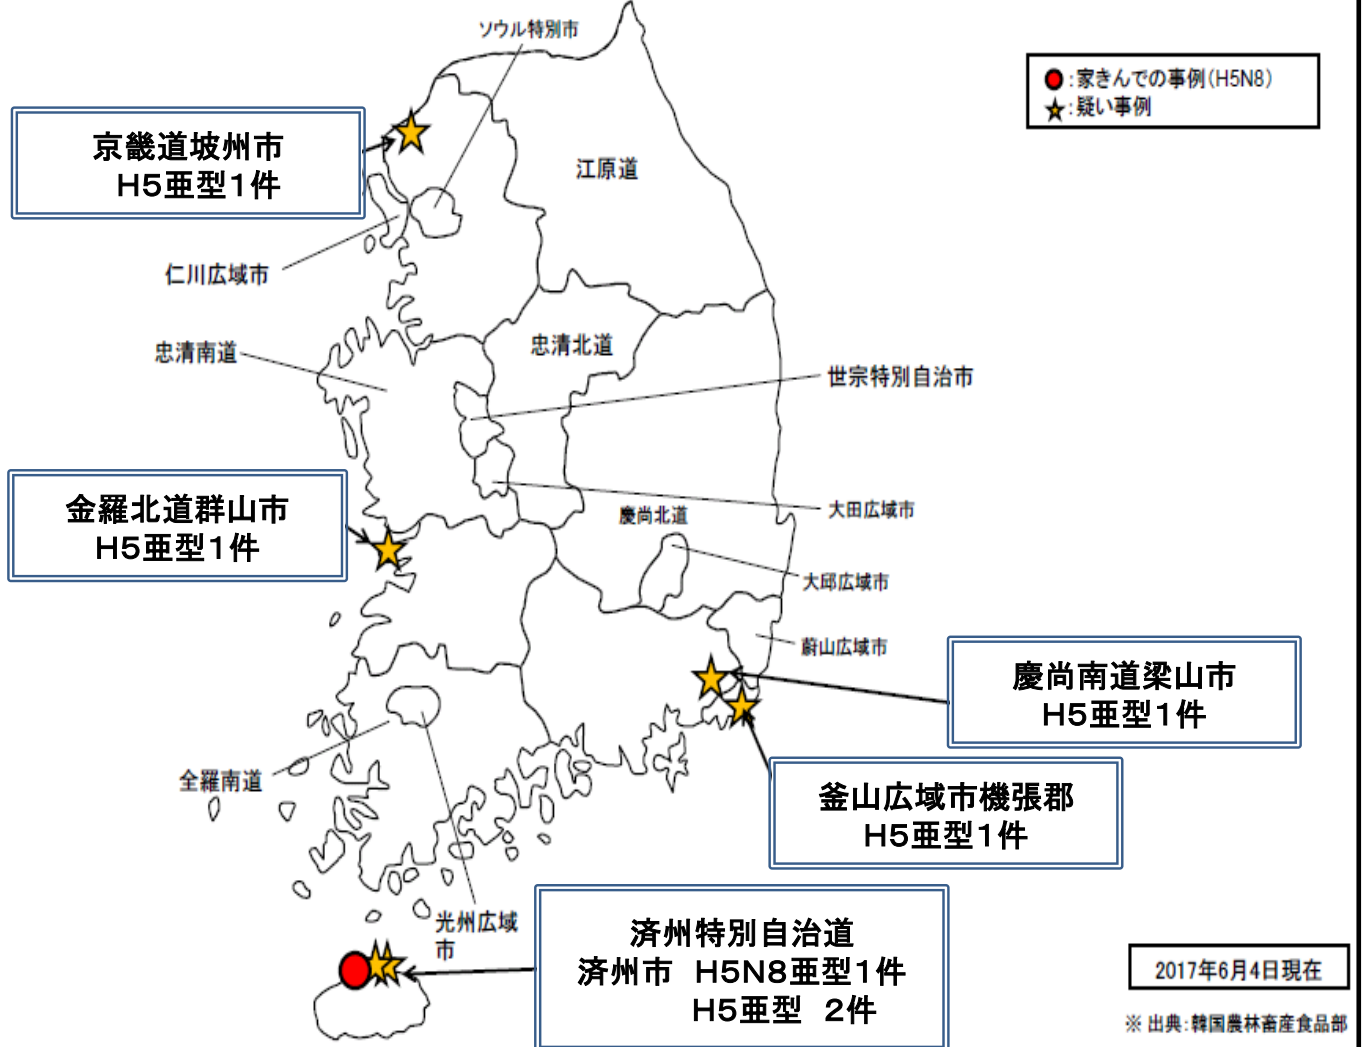 ソウル特別市
●:家きんでの事例(H5N8)
★:疑い事例
京畿道坡州市
H5亜型1件
江原道
仁川広域市
忠清南道
忠清北道
世宗特別自治市
金羅北道群山市
H5亜型1件
慶尚北道
大田広域市
大邱広域市
蔚山広域市
慶尚南道梁山市
H5亜型1件
全羅南道
釜山広域市機張郡
H5亜型1件
光州広域
市
済州特別自治道
済州市 H5N8亜型1件
H5亜型 2件
2017年6月4日現在
※ 出典:韓国農林畜産食品部